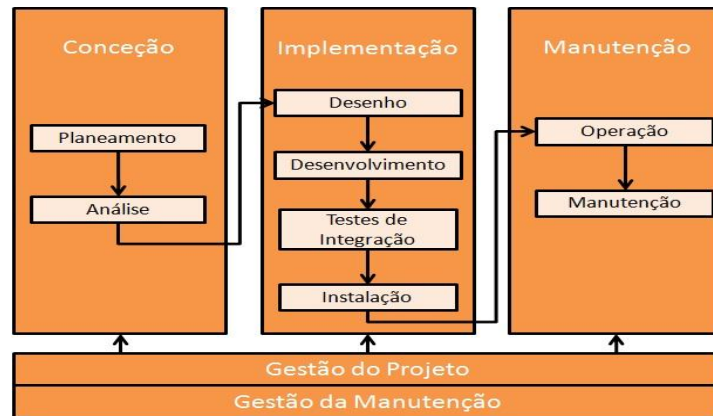 Conceção
Planeamento
Análise
Implementação
Desenho
Desenvolvimento
Testes de
Integração
Instalação
Manutenção
Operação
Manutenção
Gestão do Projeto
Gestão da Manutenção